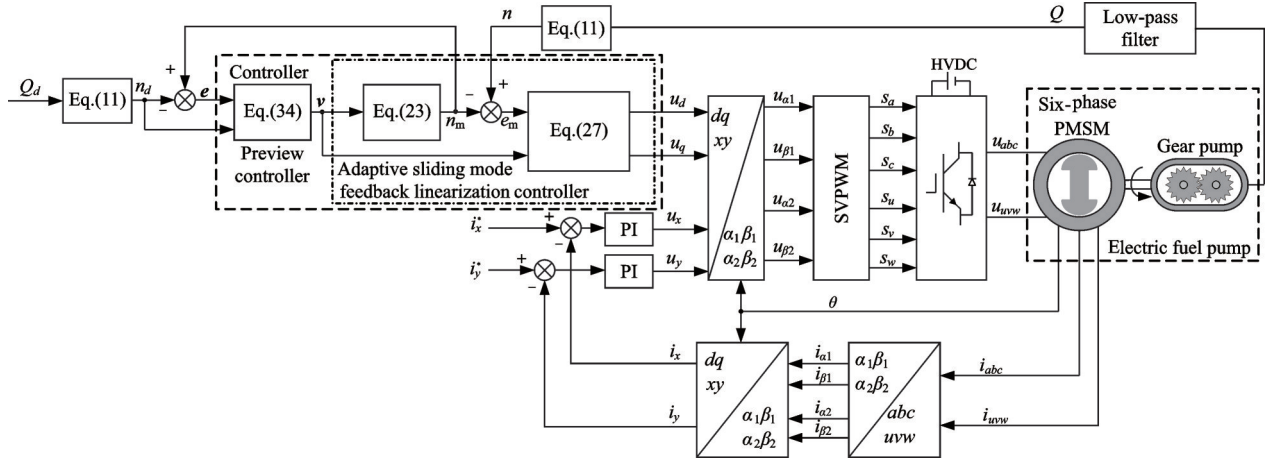 n
Eq.(11)
Q
Low-pass
filter
Q_d
Eq.(11)
n_d
+
−
e
Controller
Eq.(34)
Preview
controller
v
Eq.(23)
n_m
−
+
e_m
Eq.(27)
Adaptive sliding mode
feedback linearization controller
u_d
u_q
dq
xy
α₁β₁
α₂β₂
u_α1
u_β1
u_α2
u_β2
SVPWM
s_a
s_b
s_c
s_u
s_v
s_w
HVDC
u_abc
u_uvw
Six-phase
PMSM
Gear pump
Electric fuel pump
i_x^*
+
−
PI
u_x
i_y^*
+
−
PI
u_y
θ
i_x
i_y
dq
xy
α₁β₁
α₂β₂
i_α1
i_β1
i_α2
i_β2
α₁β₁
α₂β₂
abc
uvw
i_abc
i_uvw